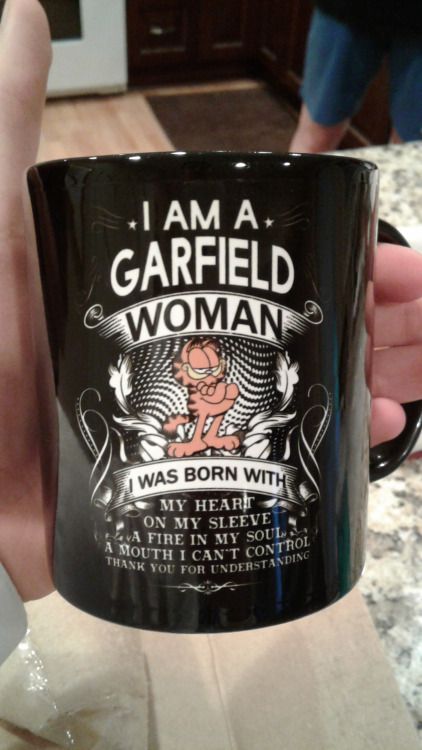 I AM A
GARFIELD
WOMAN
I WAS BORN WITH
MY HEART
ON MY SLEEVE
A FIRE IN MY SOUL
A MOUTH I CAN'T CONTROL
THANK YOU FOR UNDERSTANDING